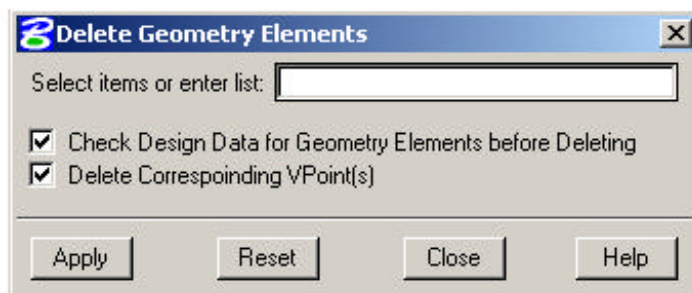 Delete Geometry Elements
Select items or enter list:
Check Design Data for Geometry Elements before Deleting
Delete Correspoinding VPoint(s)
Apply Reset Close Help